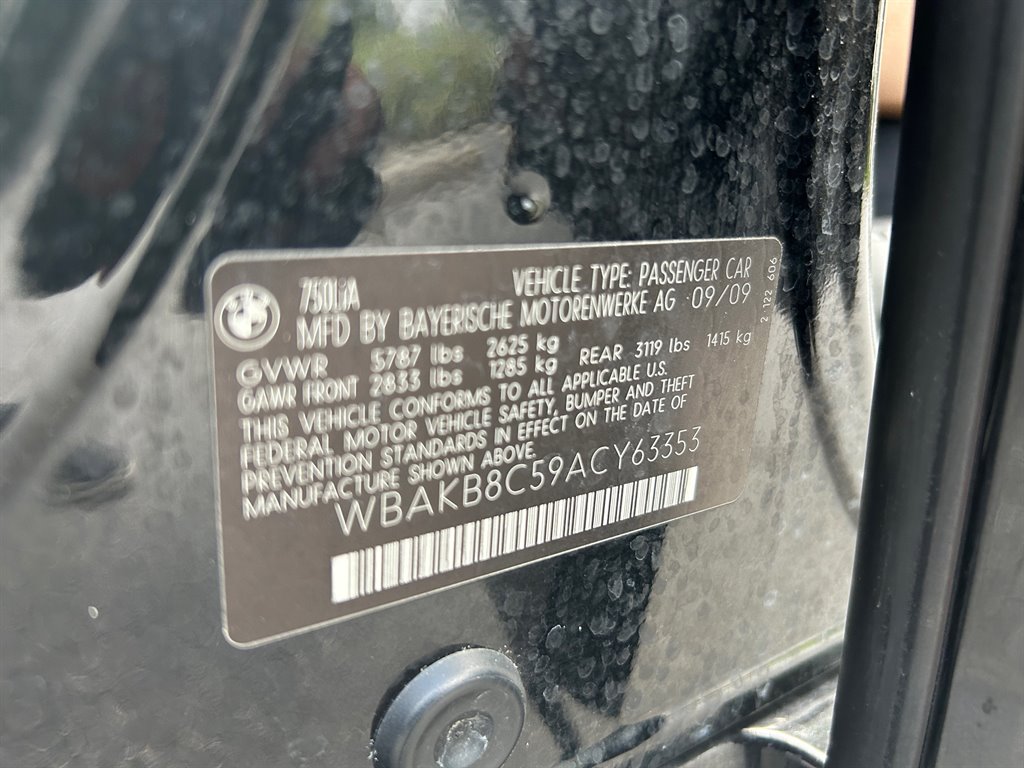 750LiA VEHICLE TYPE: PASSENGER CAR
MFD BY BAYERISCHE MOTORENWERKE AG 09/09
GVWR 5787 lbs 2625 kg
GAWR FRONT 2833 lbs 1285 kg REAR 3119 lbs 1415 kg
THIS VEHICLE CONFORMS TO ALL APPLICABLE U.S.
FEDERAL MOTOR VEHICLE SAFETY, BUMPER AND THEFT
PREVENTION STANDARDS IN EFFECT ON THE DATE OF
MANUFACTURE SHOWN ABOVE.
WBAKB8C59ACY63353
2 122 606